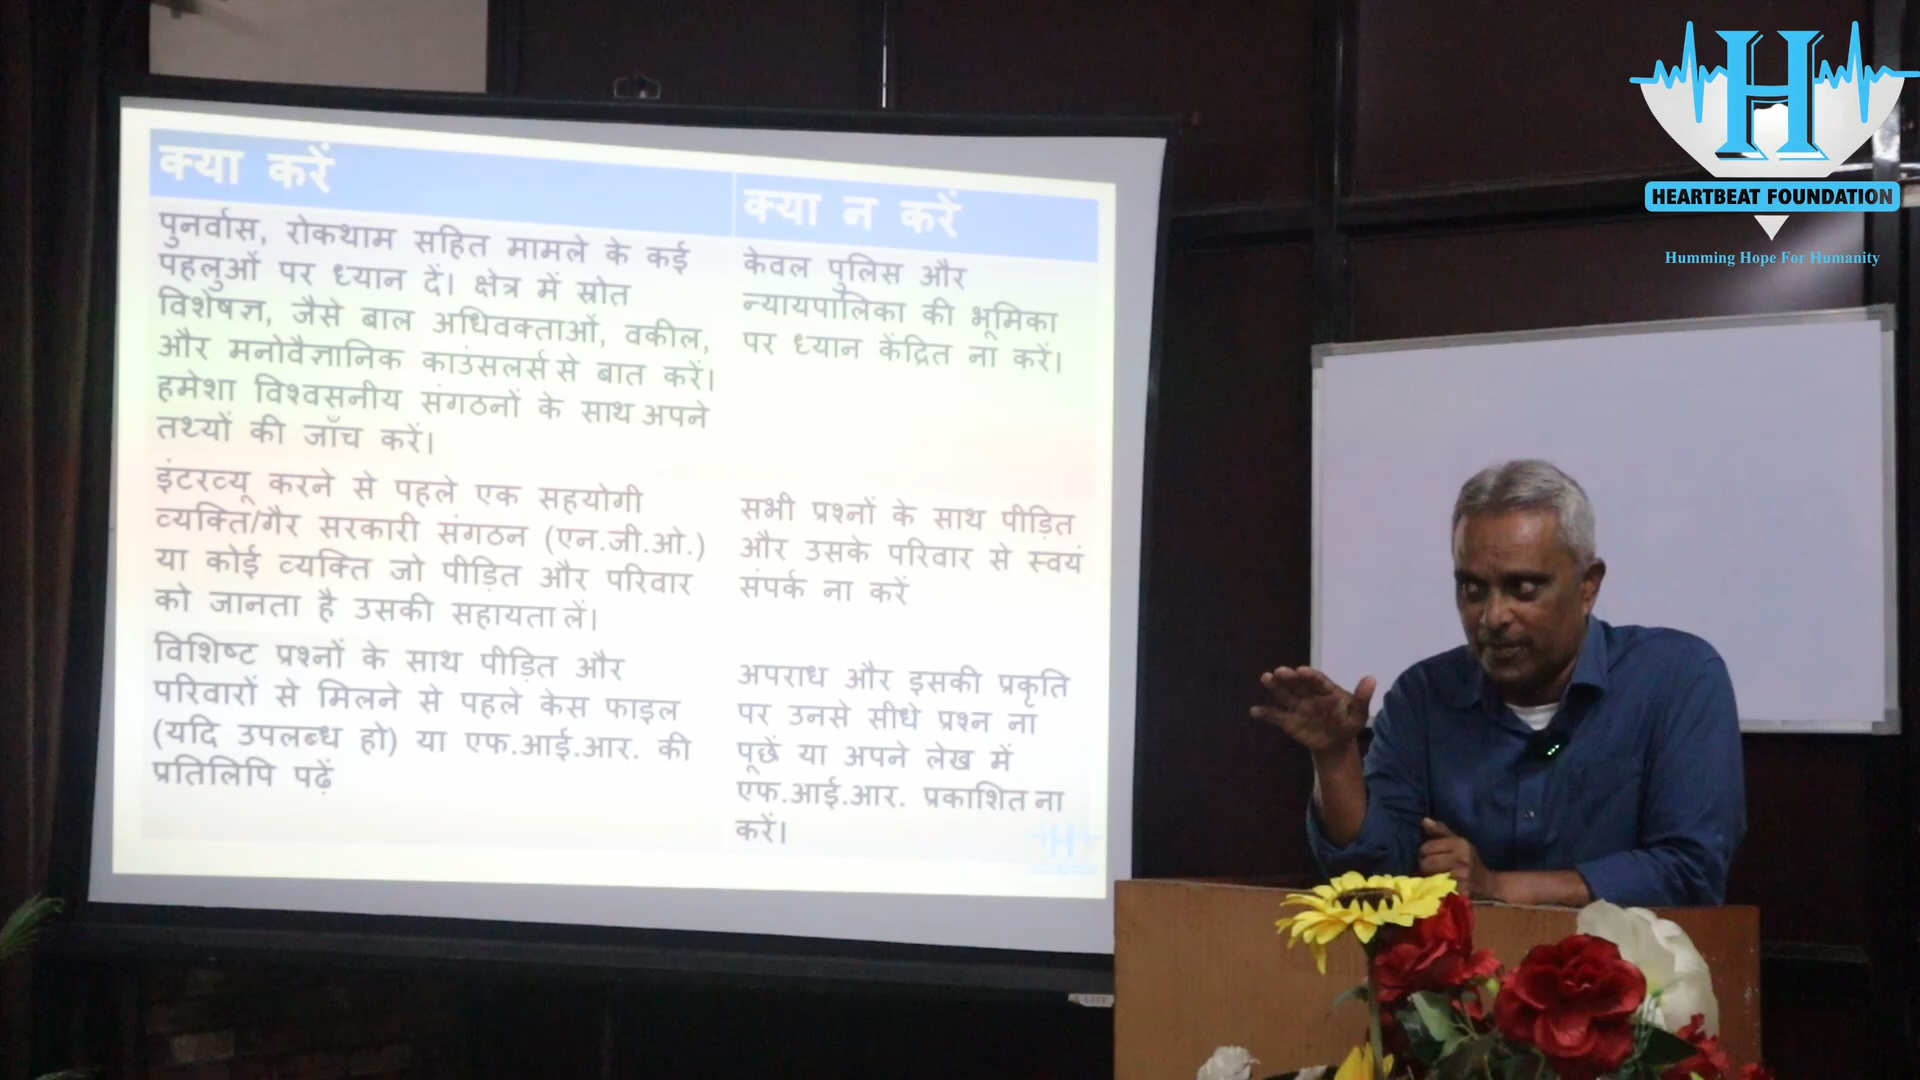 क्या करें
पुनर्वास, रोकथाम सहित मामले के कई
पहलुओं पर ध्यान दें। क्षेत्र में स्रोत
विशेषज्ञ, जैसे बाल अधिवक्ताओं, वकील,
और मनोवैज्ञानिक काउंसलर्स से बात करें।
हमेशा विश्वसनीय संगठनों के साथ अपने
तथ्यों की जाँच करें।
इंटरव्यू करने से पहले एक सहयोगी
व्यक्ति/गैर सरकारी संगठन (एन.जी.ओ.)
या कोई व्यक्ति जो पीड़ित और परिवार
को जानता है उसकी सहायता लें।
विशिष्ट प्रश्नों के साथ पीड़ित और
परिवारों से मिलने से पहले केस फाइल
(यदि उपलब्ध हो) या एफ.आई.आर. की
प्रतिलिपि पढ़ें
क्या न करें
केवल पुलिस और
न्यायपालिका की भूमिका
पर ध्यान केंद्रित ना करें।
सभी प्रश्नों के साथ पीड़ित
और उसके परिवार से स्वयं
संपर्क ना करें
अपराध और इसकी प्रकृति
पर उनसे सीधे प्रश्न ना
पूछें या अपने लेख में
एफ.आई.आर. प्रकाशित ना
करें।
H
HEARTBEAT FOUNDATION
Humming Hope For Humanity